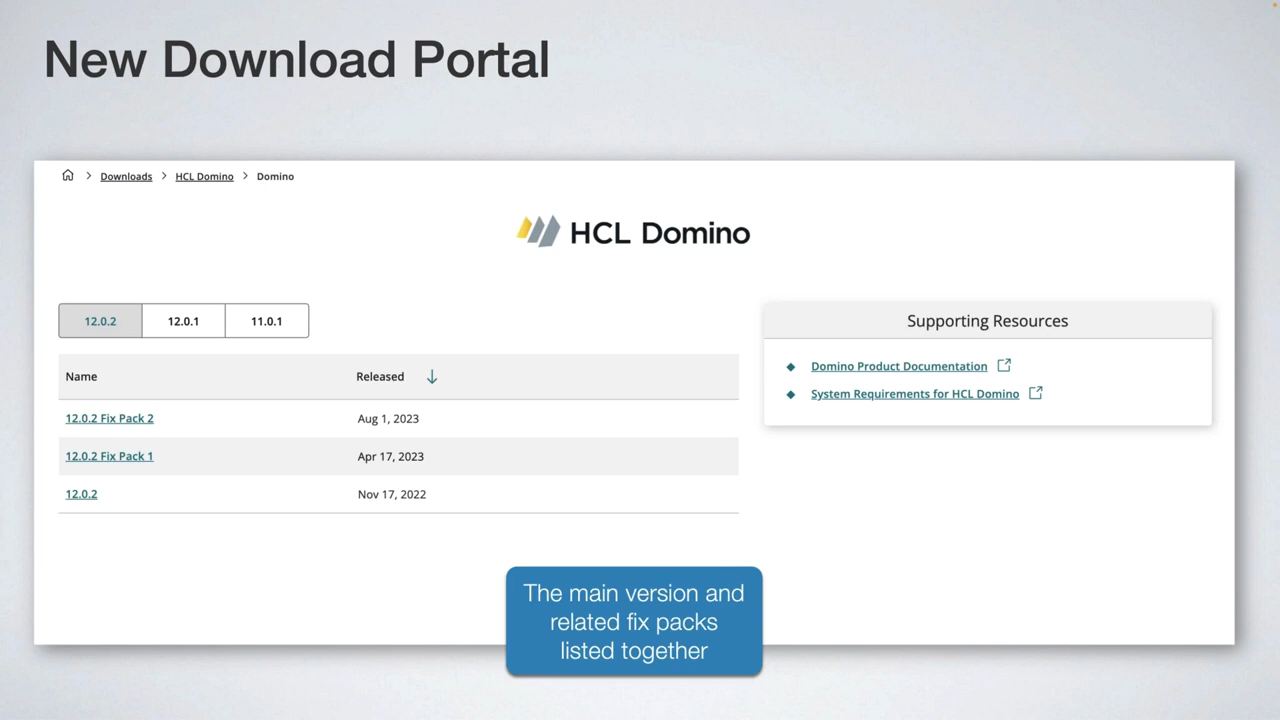 New Download Portal
Downloads > HCL Domino > Domino
HCL Domino
12.0.2 12.0.1 11.0.1
Supporting Resources
Name Released
Domino Product Documentation
System Requirements for HCL Domino
12.0.2 Fix Pack 2 Aug 1, 2023
12.0.2 Fix Pack 1 Apr 17, 2023
12.0.2 Nov 17, 2022
The main version and
related fix packs
listed together